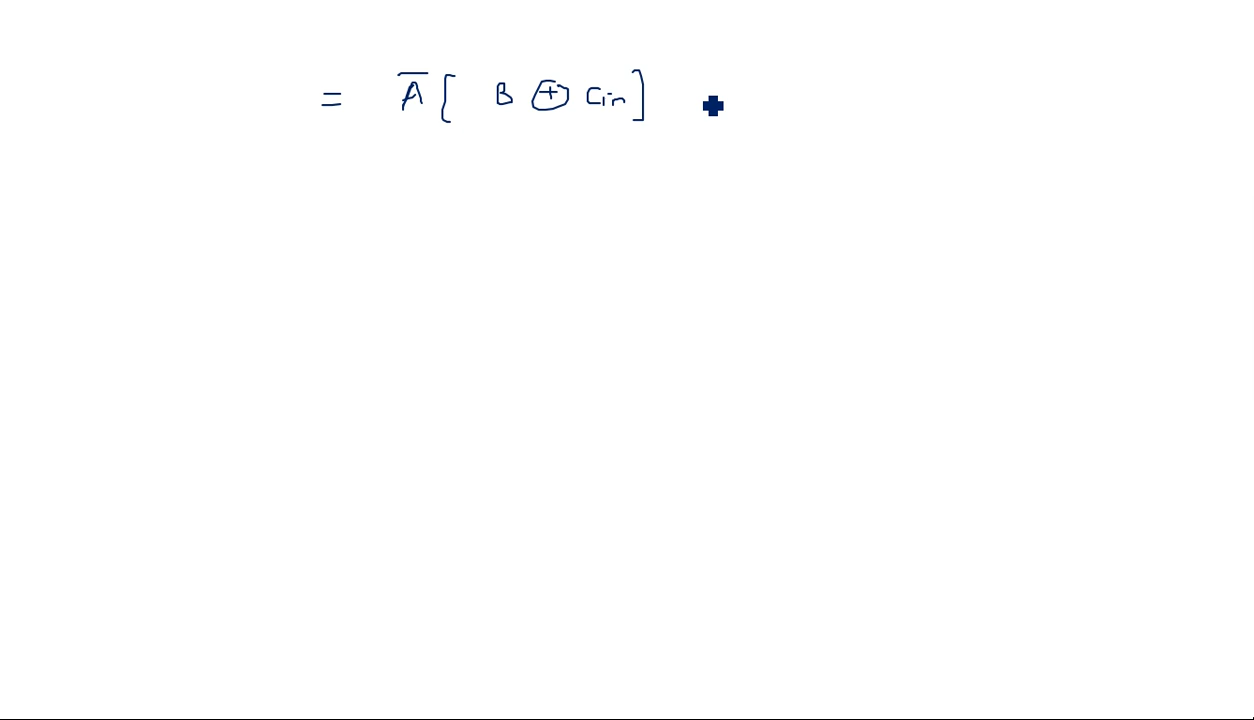 = A̅ [ B ⊕ Cin ]